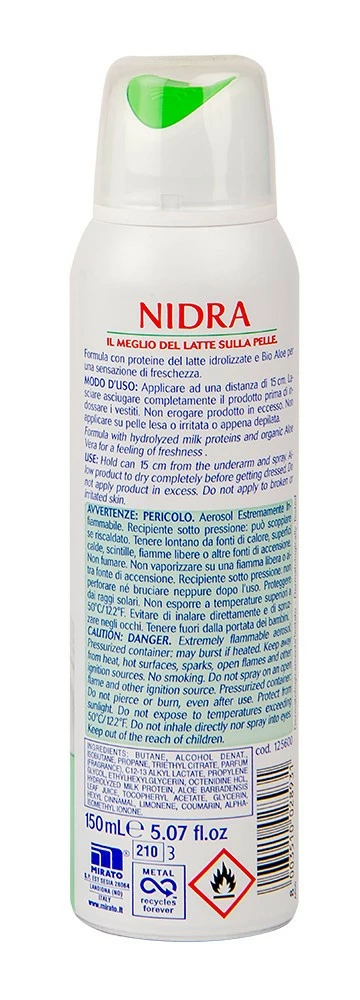 NIDRA
IL MEGLIO DEL LATTE SULLA PELLE.
Formula con proteine del latte idrolizzate e Bio Aloe per
una sensazione di freschezza.
MODO D'USO: Applicare ad una distanza di 15 cm. La-
sciare asciugare completamente il prodotto prima di in-
dossare i vestiti. Non erogare prodotto in eccesso. Non
applicare su pelle lesa o irritata o appena depilata.
Formula with hydrolyzed milk proteins and organic Aloe
Vera for a feeling of freshness.
USE: Hold can 15 cm from the underarm and spray. Al-
low product to dry completely before getting dressed. Do
not apply product in excess. Do not apply to broken or
irritated skin.
AVVERTENZE: PERICOLO. Aerosol Estremamente In-
fiammabile. Recipiente sotto pressione: può scoppiare
se riscaldato. Tenere lontano da fonti di calore, superfici
calde, scintille, fiamme libere o altre fonti di accensione.
Non fumare. Non vaporizzare su una fiamma libera o al-
tra fonte di accensione. Recipiente sotto pressione: non
perforare né bruciare neppure dopo l'uso. Proteggere
dai raggi solari. Non esporre a temperature superiori a
50°C/122°F. Evitare di inalare direttamente e di spruz-
zare negli occhi. Tenere fuori dalla portata dei bambini.
CAUTION: DANGER. Extremely flammable aerosol.
Pressurized container: may burst if heated. Keep away
from heat, hot surfaces, sparks, open flames and other
ignition sources. No smoking. Do not spray on an open
flame and other ignition source. Pressurized container:
Do not pierce or burn, even after use. Protect from
sunlight. Do not expose to temperatures exceeding
50°C/122°F. Do not inhale directly nor spray into eyes.
Keep out of the reach of children.
INGREDIENTS: BUTANE, ALCOHOL DENAT.,
ISOBUTANE, PROPANE, TRIETHYL CITRATE, PARFUM
(FRAGRANCE), C12-13 ALKYL LACTATE, PROPYLENE
GLYCOL, ETHYLHEXYLGLYCERIN, OCTENIDINE HCL,
HYDROLYZED MILK PROTEIN, ALOE BARBADENSIS
LEAF JUICE, TOCOPHERYL ACETATE, GLYCERIN,
HEXYL CINNAMAL, LIMONENE, COUMARIN, ALPHA-
ISOMETHYL IONONE.
cod. 125600
150 mL e 5.07 fl.oz
210 3
MIRATO
S.P. EST SESIA 28064
LANDIONA (NO)
ITALY
www.mirato.it
METAL
recycles
forever